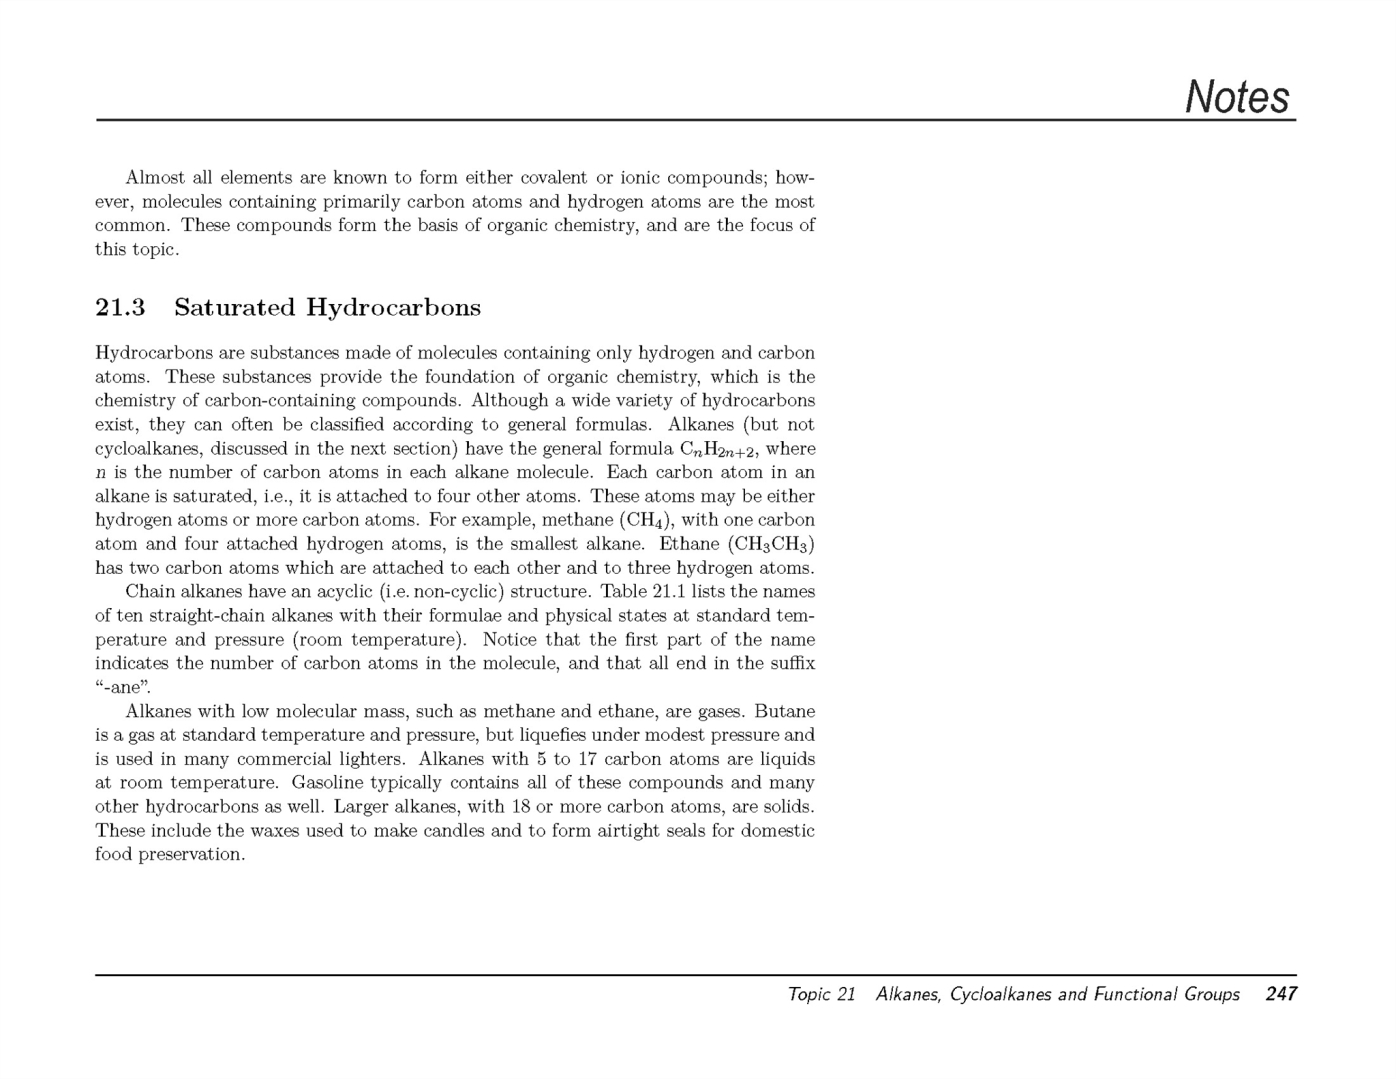 Notes
Almost all elements are known to form either covalent or ionic compounds; how-
ever, molecules containing primarily carbon atoms and hydrogen atoms are the most
common. These compounds form the basis of organic chemistry, and are the focus of
this topic.
21.3 Saturated Hydrocarbons
Hydrocarbons are substances made of molecules containing only hydrogen and carbon
atoms. These substances provide the foundation of organic chemistry, which is the
chemistry of carbon-containing compounds. Although a wide variety of hydrocarbons
exist, they can often be classified according to general formulas. Alkanes (but not
cycloalkanes, discussed in the next section) have the general formula CₙH₂ₙ₊₂, where
n is the number of carbon atoms in each alkane molecule. Each carbon atom in an
alkane is saturated, i.e., it is attached to four other atoms. These atoms may be either
hydrogen atoms or more carbon atoms. For example, methane (CH₄), with one carbon
atom and four attached hydrogen atoms, is the smallest alkane. Ethane (CH₃CH₃)
has two carbon atoms which are attached to each other and to three hydrogen atoms.
Chain alkanes have an acyclic (i.e. non-cyclic) structure. Table 21.1 lists the names
of ten straight-chain alkanes with their formulae and physical states at standard tem-
perature and pressure (room temperature). Notice that the first part of the name
indicates the number of carbon atoms in the molecule, and that all end in the suffix
“-ane”.
Alkanes with low molecular mass, such as methane and ethane, are gases. Butane
is a gas at standard temperature and pressure, but liquefies under modest pressure and
is used in many commercial lighters. Alkanes with 5 to 17 carbon atoms are liquids
at room temperature. Gasoline typically contains all of these compounds and many
other hydrocarbons as well. Larger alkanes, with 18 or more carbon atoms, are solids.
These include the waxes used to make candles and to form airtight seals for domestic
food preservation.
Topic 21 Alkanes, Cycloalkanes and Functional Groups 247